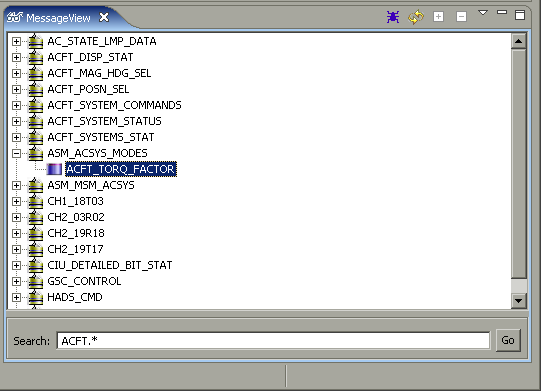 MessageView
AC_STATE_LMP_DATA
ACFT_DISP_STAT
ACFT_MAG_HDG_SEL
ACFT_POSN_SEL
ACFT_SYSTEM_COMMANDS
ACFT_SYSTEM_STATUS
ACFT_SYSTEMS_STAT
ASM_ACSYS_MODES
ACFT_TORQ_FACTOR
ASM_MSM_ACSYS
CH1_18T03
CH2_03R02
CH2_19R18
CH2_19T17
CIU_DETAILED_BIT_STAT
GSC_CONTROL
HADS_CMD
Search: ACFT.* Go